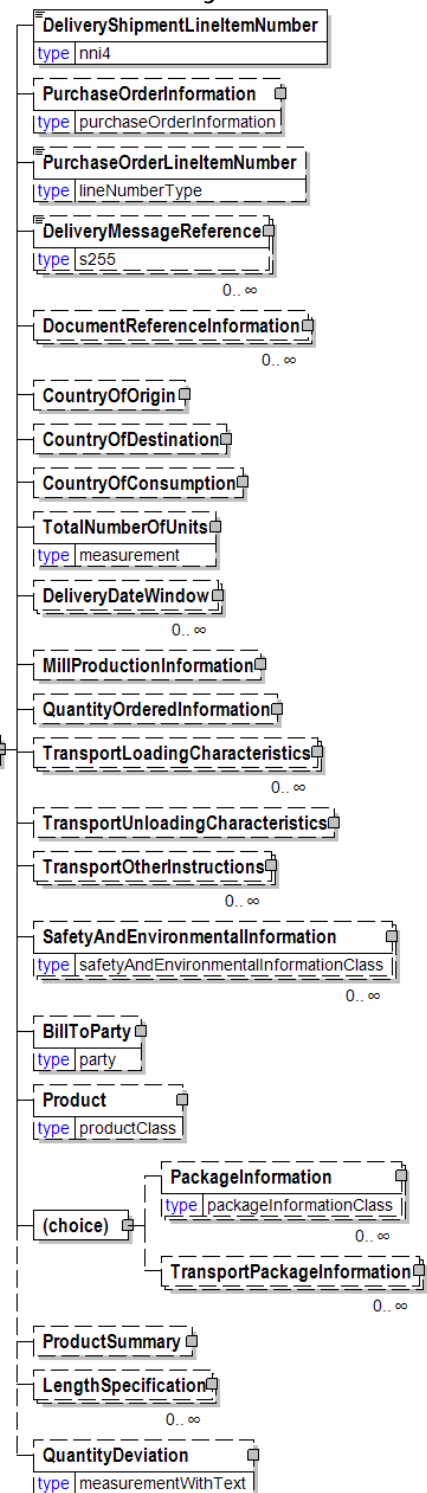 DeliveryShipmentLineItemNumber
type nni4
PurchaseOrderInformation
type purchaseOrderInformation
PurchaseOrderLineItemNumber
type lineNumberType
DeliveryMessageReference
type s255
0.. ∞
DocumentReferenceInformation
0.. ∞
CountryOfOrigin
CountryOfDestination
CountryOfConsumption
TotalNumberOfUnits
type measurement
DeliveryDateWindow
0.. ∞
MillProductionInformation
QuantityOrderedInformation
TransportLoadingCharacteristics
0.. ∞
TransportUnloadingCharacteristics
TransportOtherInstructions
0.. ∞
SafetyAndEnvironmentalInformation
type safetyAndEnvironmentalInformationClass
0.. ∞
BillToParty
type party
Product
type productClass
PackageInformation
type packageInformationClass
0.. ∞
(choice)
TransportPackageInformation
0.. ∞
ProductSummary
LengthSpecification
0.. ∞
QuantityDeviation
type measurementWithText